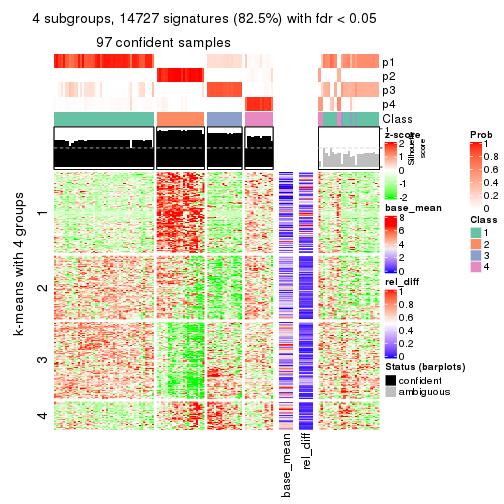 4 subgroups, 14727 signatures (82.5%) with fdr < 0.05
97 confident samples
p1
p2
p3
p4
Class
1
Silhouette
score
k-means with 4 groups
1
2
3
4
base_mean
rel_diff
z-score
2
1
0
-1
-2
base_mean
8
6
4
2
0
rel_diff
1
0.8
0.6
0.4
0.2
0
Status (barplots)
confident
ambiguous
Prob
1
0.8
0.6
0.4
0.2
0
Class
1
2
3
4